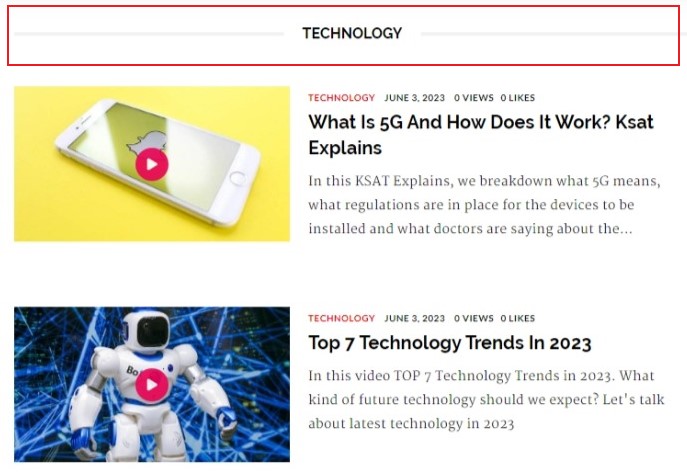 TECHNOLOGY
TECHNOLOGY JUNE 3, 2023 0 VIEWS 0 LIKES
What Is 5G And How Does It Work? Ksat
Explains
In this KSAT Explains, we breakdown what 5G means,
what regulations are in place for the devices to be
installed and what doctors are saying about the...
TECHNOLOGY JUNE 3, 2023 0 VIEWS 0 LIKES
Top 7 Technology Trends In 2023
Bo
In this video TOP 7 Technology Trends in 2023. What
kind of future technology should we expect? Let's talk
about latest technology in 2023